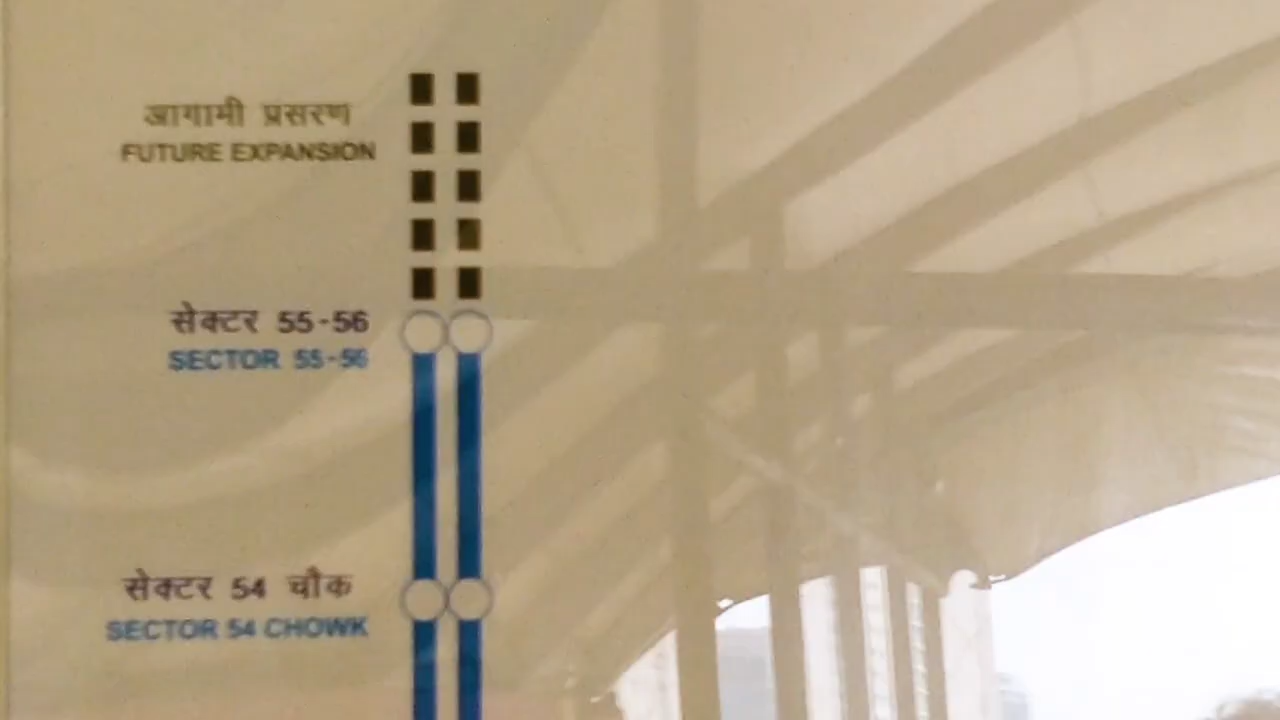 आगामी प्रसरण
FUTURE EXPANSION
सेक्टर 55-56
SECTOR 55-56
सेक्टर 54 चौक
SECTOR 54 CHOWK